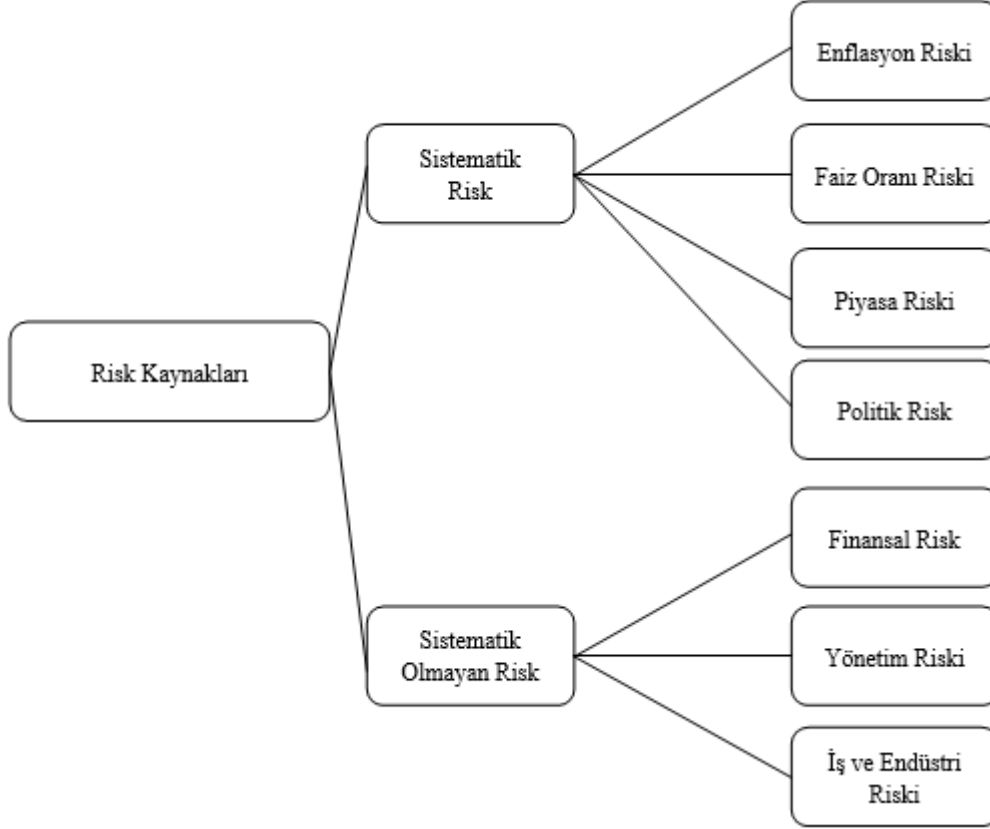 Risk Kaynakları
Sistematik
Risk
Enflasyon Riski
Faiz Oranı Riski
Piyasa Riski
Politik Risk
Sistematik
Olmayan Risk
Finansal Risk
Yönetim Riski
İş ve Endüstri
Riski